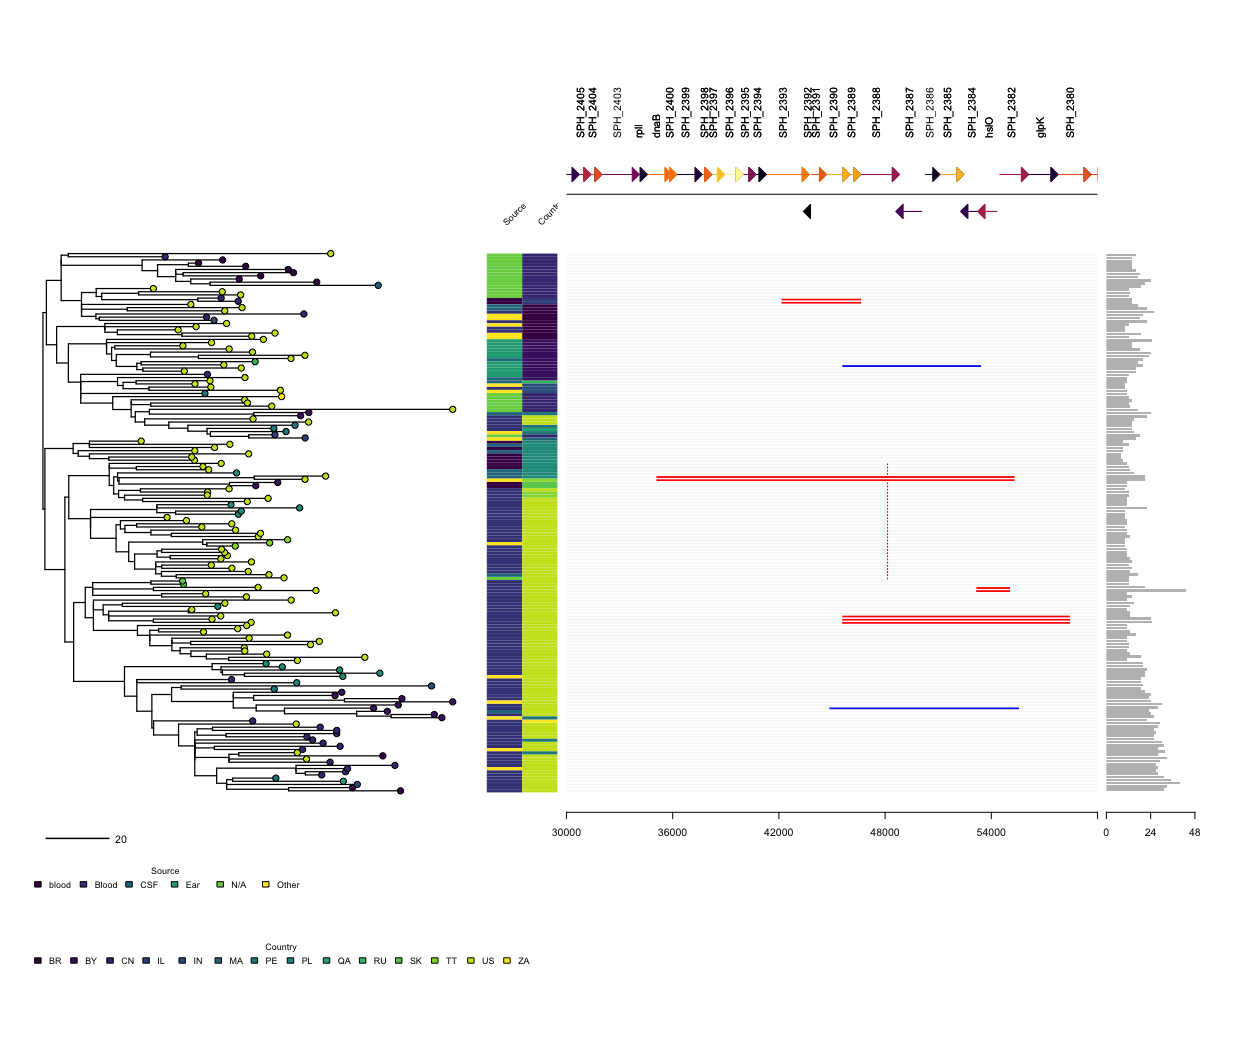 SPH_2405
SPH_2404
SPH_2403
rplI
dnaB
SPH_2400
SPH_2399
SPH_2398
SPH_2397
SPH_2396
SPH_2395
SPH_2394
SPH_2393
SPH_2392
SPH_2391
SPH_2390
SPH_2389
SPH_2388
SPH_2387
SPH_2386
SPH_2385
SPH_2384
hslO
SPH_2382
glpK
SPH_2380
Source
Countr
30000 36000 42000 48000 54000 0 24 48
20
Source
blood Blood CSF Ear N/A Other
Country
BR BY CN IL IN MA PE PL QA RU SK TT US ZA